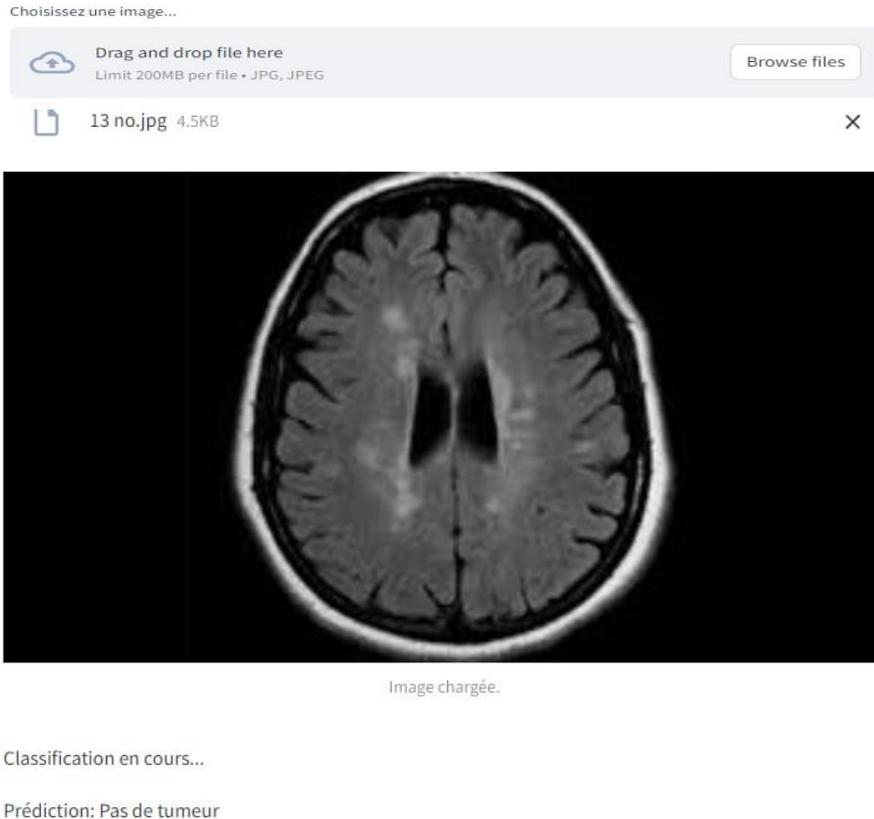 Choisissez une image...
Drag and drop file here
Limit 200MB per file • JPG, JPEG
Browse files
13 no.jpg 4.5KB
Image chargée.
Classification en cours...
Prédiction: Pas de tumeur